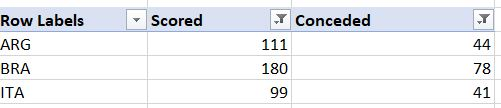 Row Labels Scored Conceded
ARG 111 44
BRA 180 78
ITA 99 41